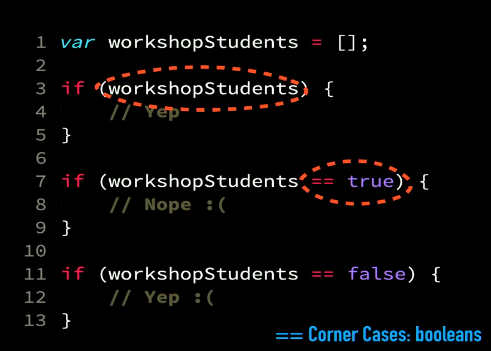 1 var workshopStudents = [];
2
3 if (workshopStudents) {
4 // Yep
5 }
6
7 if (workshopStudents == true) {
8 // Nope :(
9 }
10
11 if (workshopStudents == false) {
12 // Yep :(
13 }
== Corner Cases: booleans